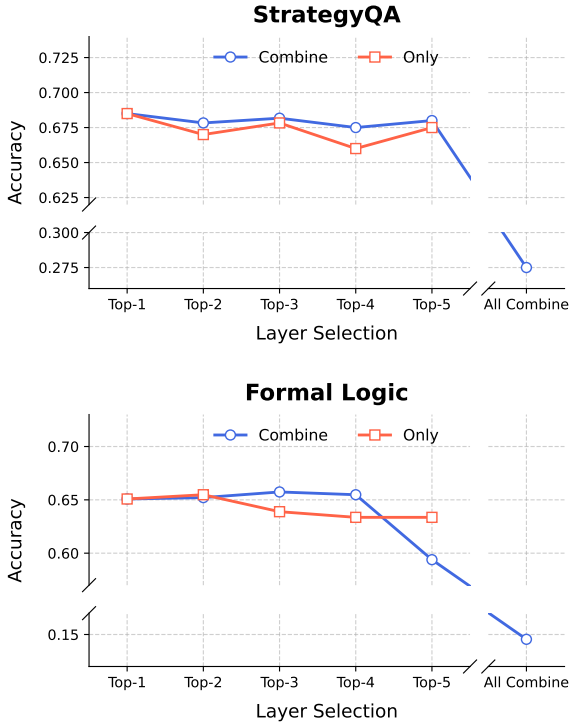 StrategyQA
Combine Only
0.725
0.700
0.675
0.650
0.625
0.300
0.275
Accuracy
Top-1 Top-2 Top-3 Top-4 Top-5 All Combine
Layer Selection
Formal Logic
Combine Only
0.70
0.65
0.60
0.15
Accuracy
Top-1 Top-2 Top-3 Top-4 Top-5 All Combine
Layer Selection